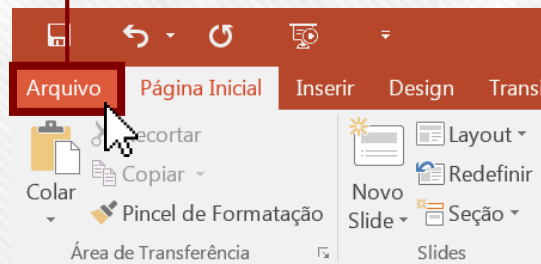 Arquivo Página Inicial Inserir Design Transi
Recortar Layout
Copiar Redefinir
Colar Novo
Pincel de Formatação Slide Seção
Área de Transferência Slides